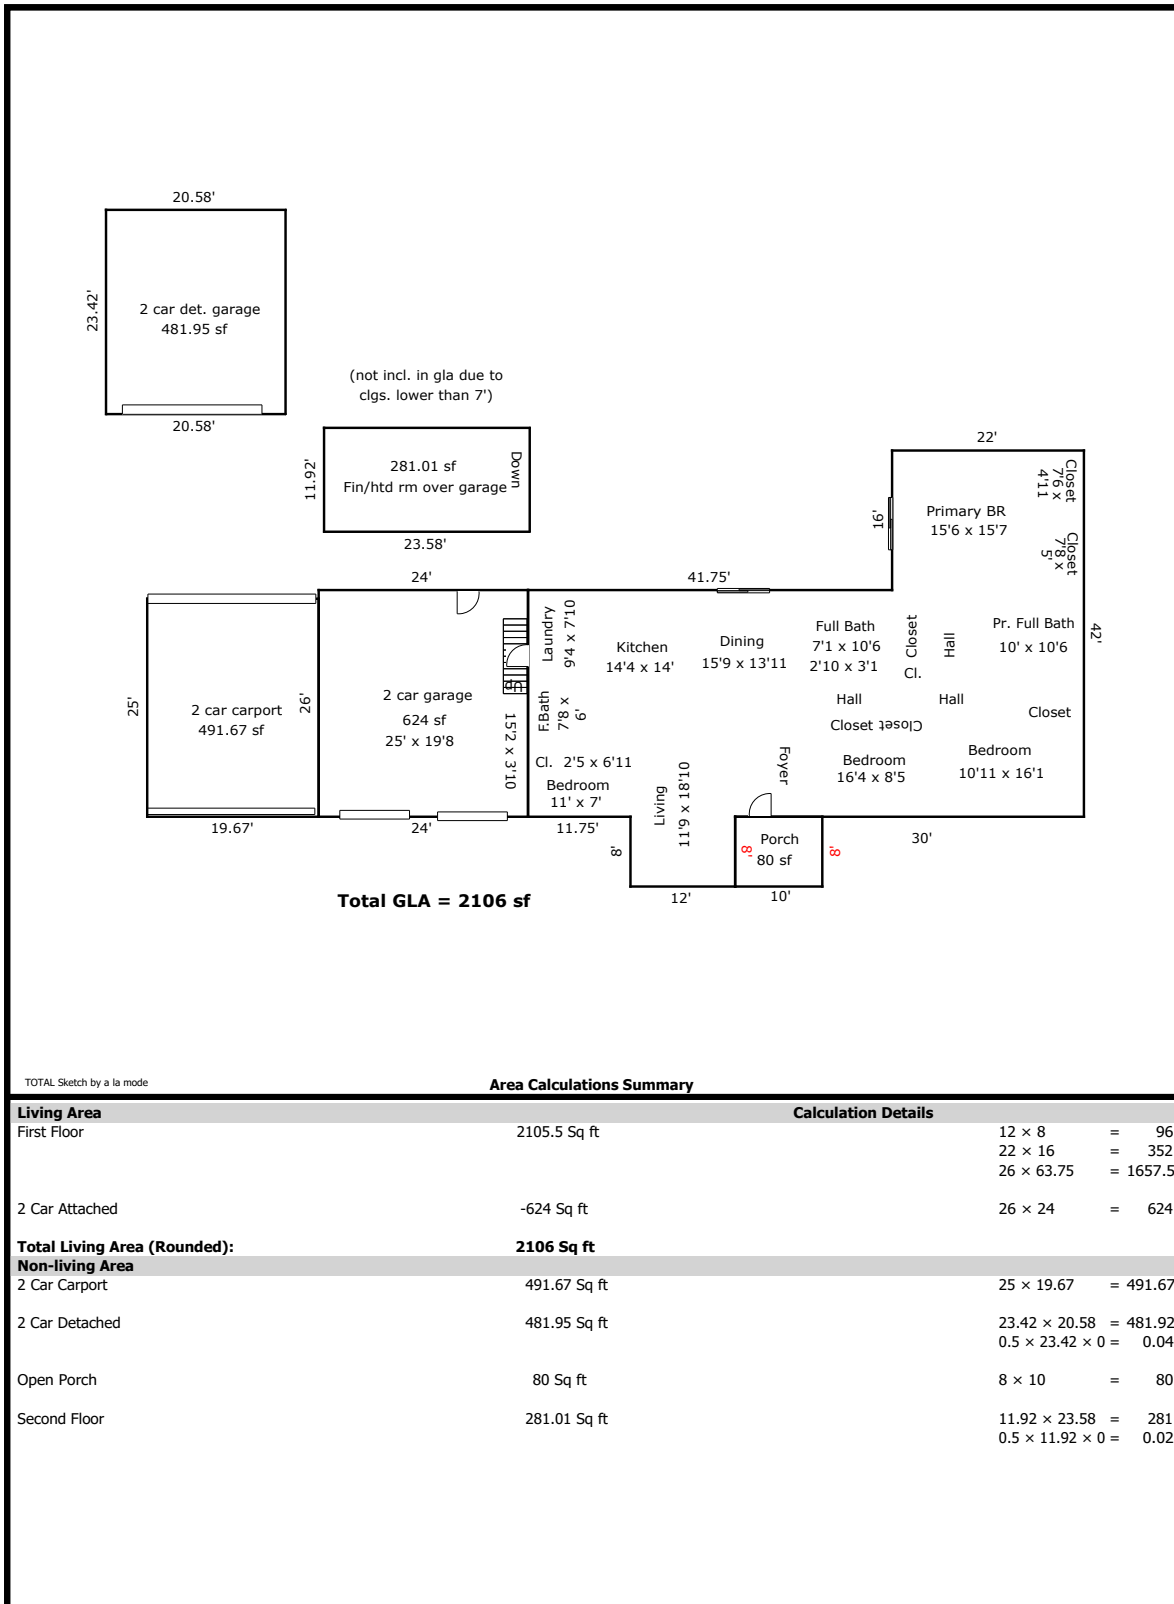 20.58'
23.42'
2 car det. garage
481.95 sf
20.58'
(not incl. in gla due to
clgs. lower than 7')
11.92'
281.01 sf
Fin/htd rm over garage
Down
23.58'
22'
16'
Primary BR
15'6 x 15'7
Closet
7'6 x
4'11
Closet
7'8 x
5'
24'
41.75'
25'
2 car carport
491.67 sf
19.67'
26'
2 car garage
624 sf
25' x 19'8
Up
15'2 x 3'10
24'
Laundry
9'4 x 7'10
F.Bath
7'8 x
6'
Cl. 2'5 x 6'11
Bedroom
11' x 7'
11.75'
Kitchen
14'4 x 14'
Dining
15'9 x 13'11
Full Bath
7'1 x 10'6
2'10 x 3'1
Closet
Cl.
Hall
Pr. Full Bath
10' x 10'6
42'
Hall
Hall
Closet
Closet
Closet
Foyer
Bedroom
16'4 x 8'5
Bedroom
10'11 x 16'1
Living
11'9 x 18'10
8'
12'
8'
Porch
80 sf
8'
10'
30'
Total GLA = 2106 sf
TOTAL Sketch by a la mode
Area Calculations Summary
Living Area Calculation Details
First Floor 2105.5 Sq ft 12 × 8 = 96
22 × 16 = 352
26 × 63.75 = 1657.5
2 Car Attached -624 Sq ft 26 × 24 = 624
Total Living Area (Rounded): 2106 Sq ft
Non-living Area
2 Car Carport 491.67 Sq ft 25 × 19.67 = 491.67
2 Car Detached 481.95 Sq ft 23.42 × 20.58 = 481.92
0.5 × 23.42 × 0 = 0.04
Open Porch 80 Sq ft 8 × 10 = 80
Second Floor 281.01 Sq ft 11.92 × 23.58 = 281
0.5 × 11.92 × 0 = 0.02